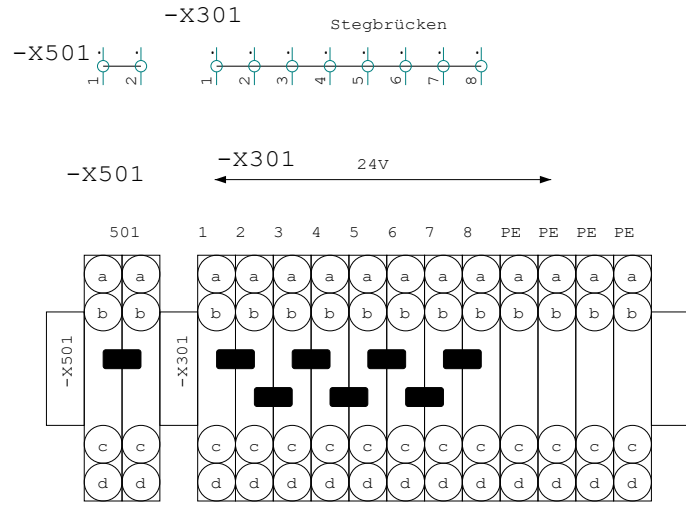 -X301
Stegbrücken
-X501
1 2 1 2 3 4 5 6 7 8
-X301
24V
-X501
501 1 2 3 4 5 6 7 8 PE PE PE PE
a a a a a a a a a a a a a a
b b b b b b b b b b b b b b
-X501 -X301
c c c c c c c c c c c c c c
d d d d d d d d d d d d d d